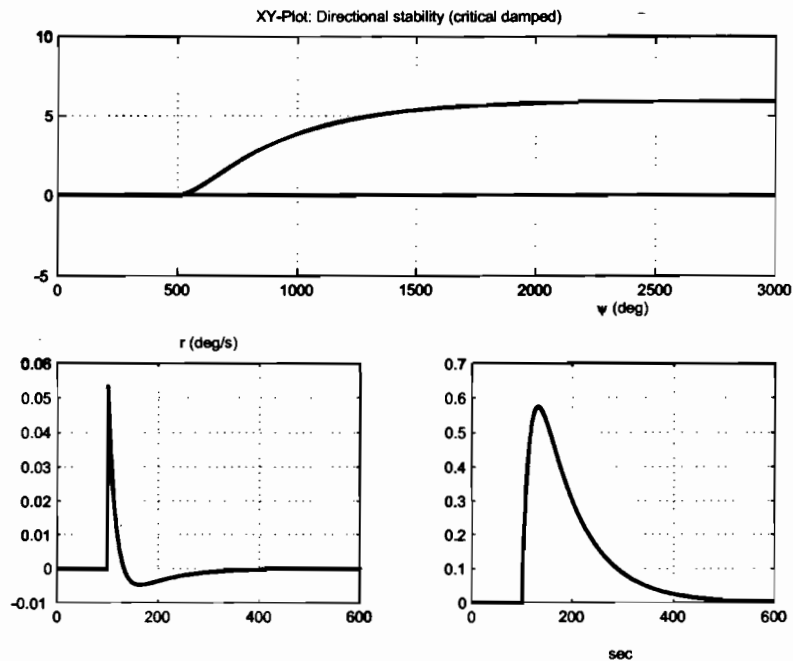 XY-Plot: Directional stability (critical damped)
10
5
0
-5
0 500 1000 1500 2000 2500 3000
ψ (deg)
r (deg/s)
0.06
0.05
0.04
0.03
0.02
0.01
0
-0.01
0 200 400 600
0.7
0.6
0.5
0.4
0.3
0.2
0.1
0
0 200 400 600
sec